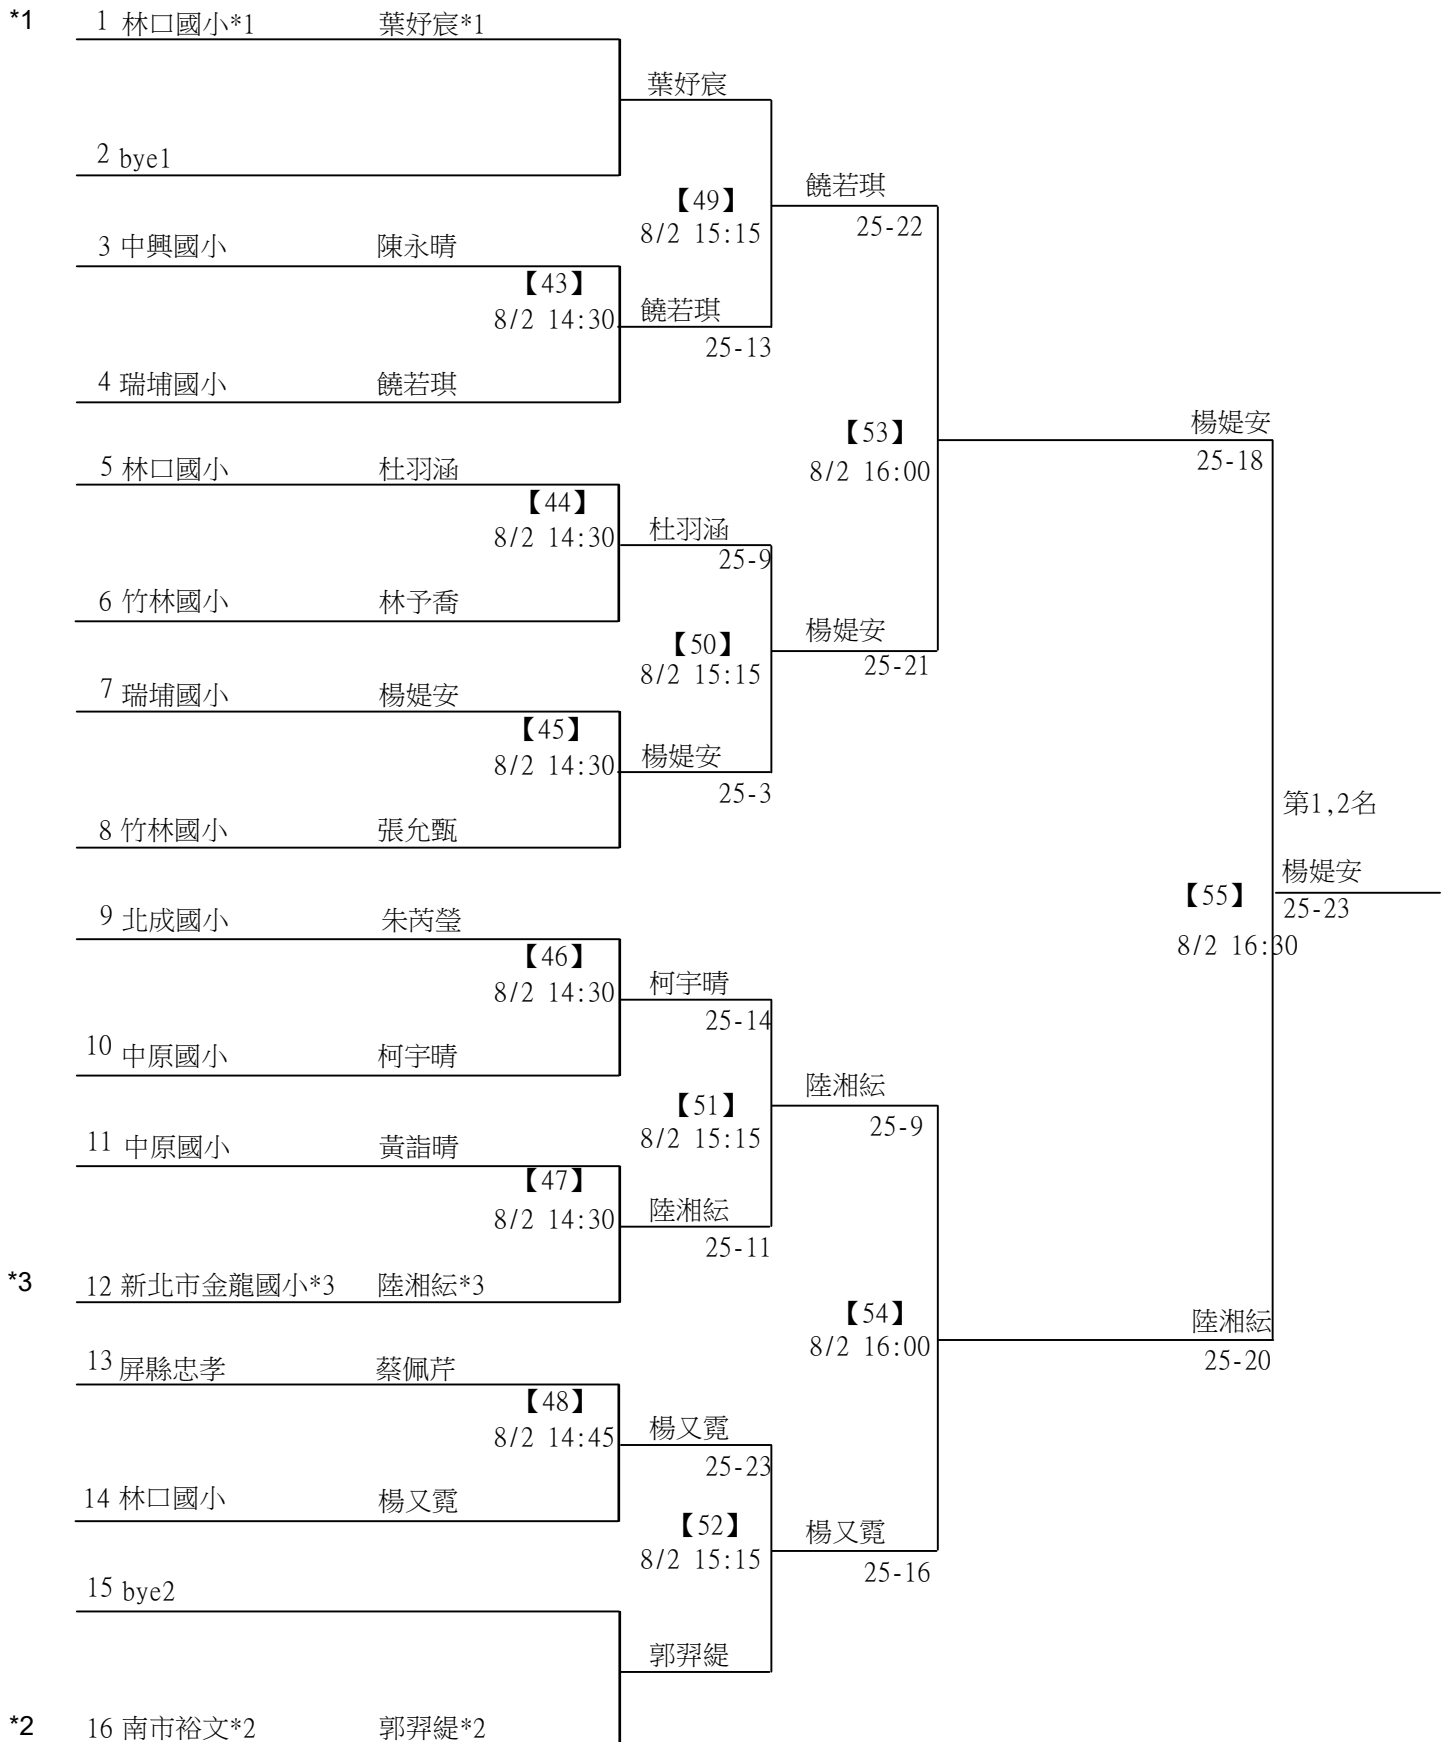 *1 1 林口國小*1 葉妤宸*1
葉妤宸
2 bye1
饒若琪
【49】
25-22
8/2 15:15
3 中興國小 陳永晴
【43】
饒若琪
8/2 14:30
25-13
4 瑞埔國小 饒若琪
楊媞安
【53】
25-18
8/2 16:00
5 林口國小 杜羽涵
【44】
杜羽涵
8/2 14:30
25-9
6 竹林國小 林予喬
楊媞安
【50】
25-21
8/2 15:15
7 瑞埔國小 楊媞安
【45】
楊媞安
8/2 14:30
25-3
第1,2名
8 竹林國小 張允甄
楊媞安
【55】
25-23
8/2 16:30
9 北成國小 朱芮瑩
【46】
柯宇晴
8/2 14:30
25-14
10 中原國小 柯宇晴
陸湘紜
【51】
25-9
8/2 15:15
11 中原國小 黃詣晴
【47】
陸湘紜
8/2 14:30
25-11
*3 12 新北市金龍國小*3 陸湘紜*3
【54】
陸湘紜
8/2 16:00
25-20
13 屏縣忠孝 蔡佩芹
【48】
楊又霓
8/2 14:45
25-23
14 林口國小 楊又霓
【52】
楊又霓
8/2 15:15
25-16
15 bye2
郭羿緹
*2 16 南市裕文*2 郭羿緹*2